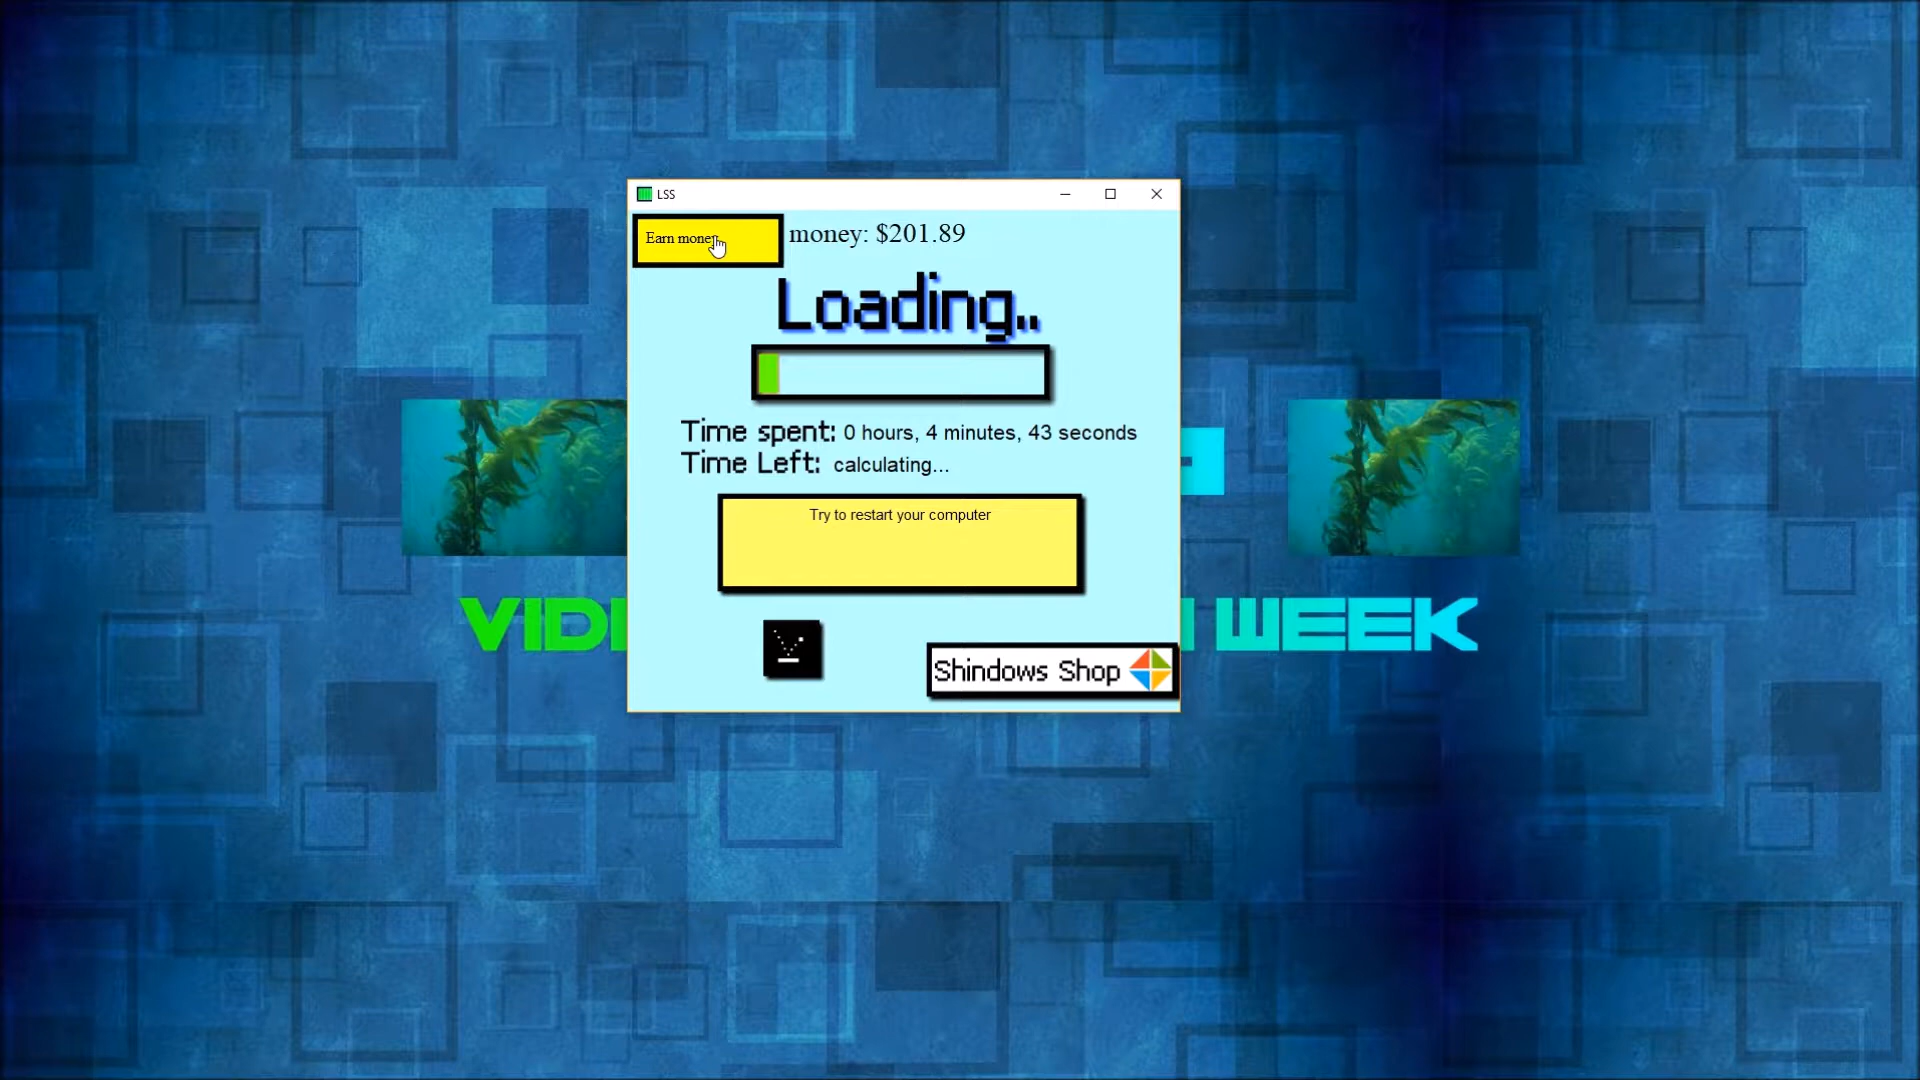 LSS
Earn money
money: $201.89
Loading..
Time spent: 0 hours, 4 minutes, 43 seconds
Time Left: calculating...
Try to restart your computer
WEEK
Shindows Shop